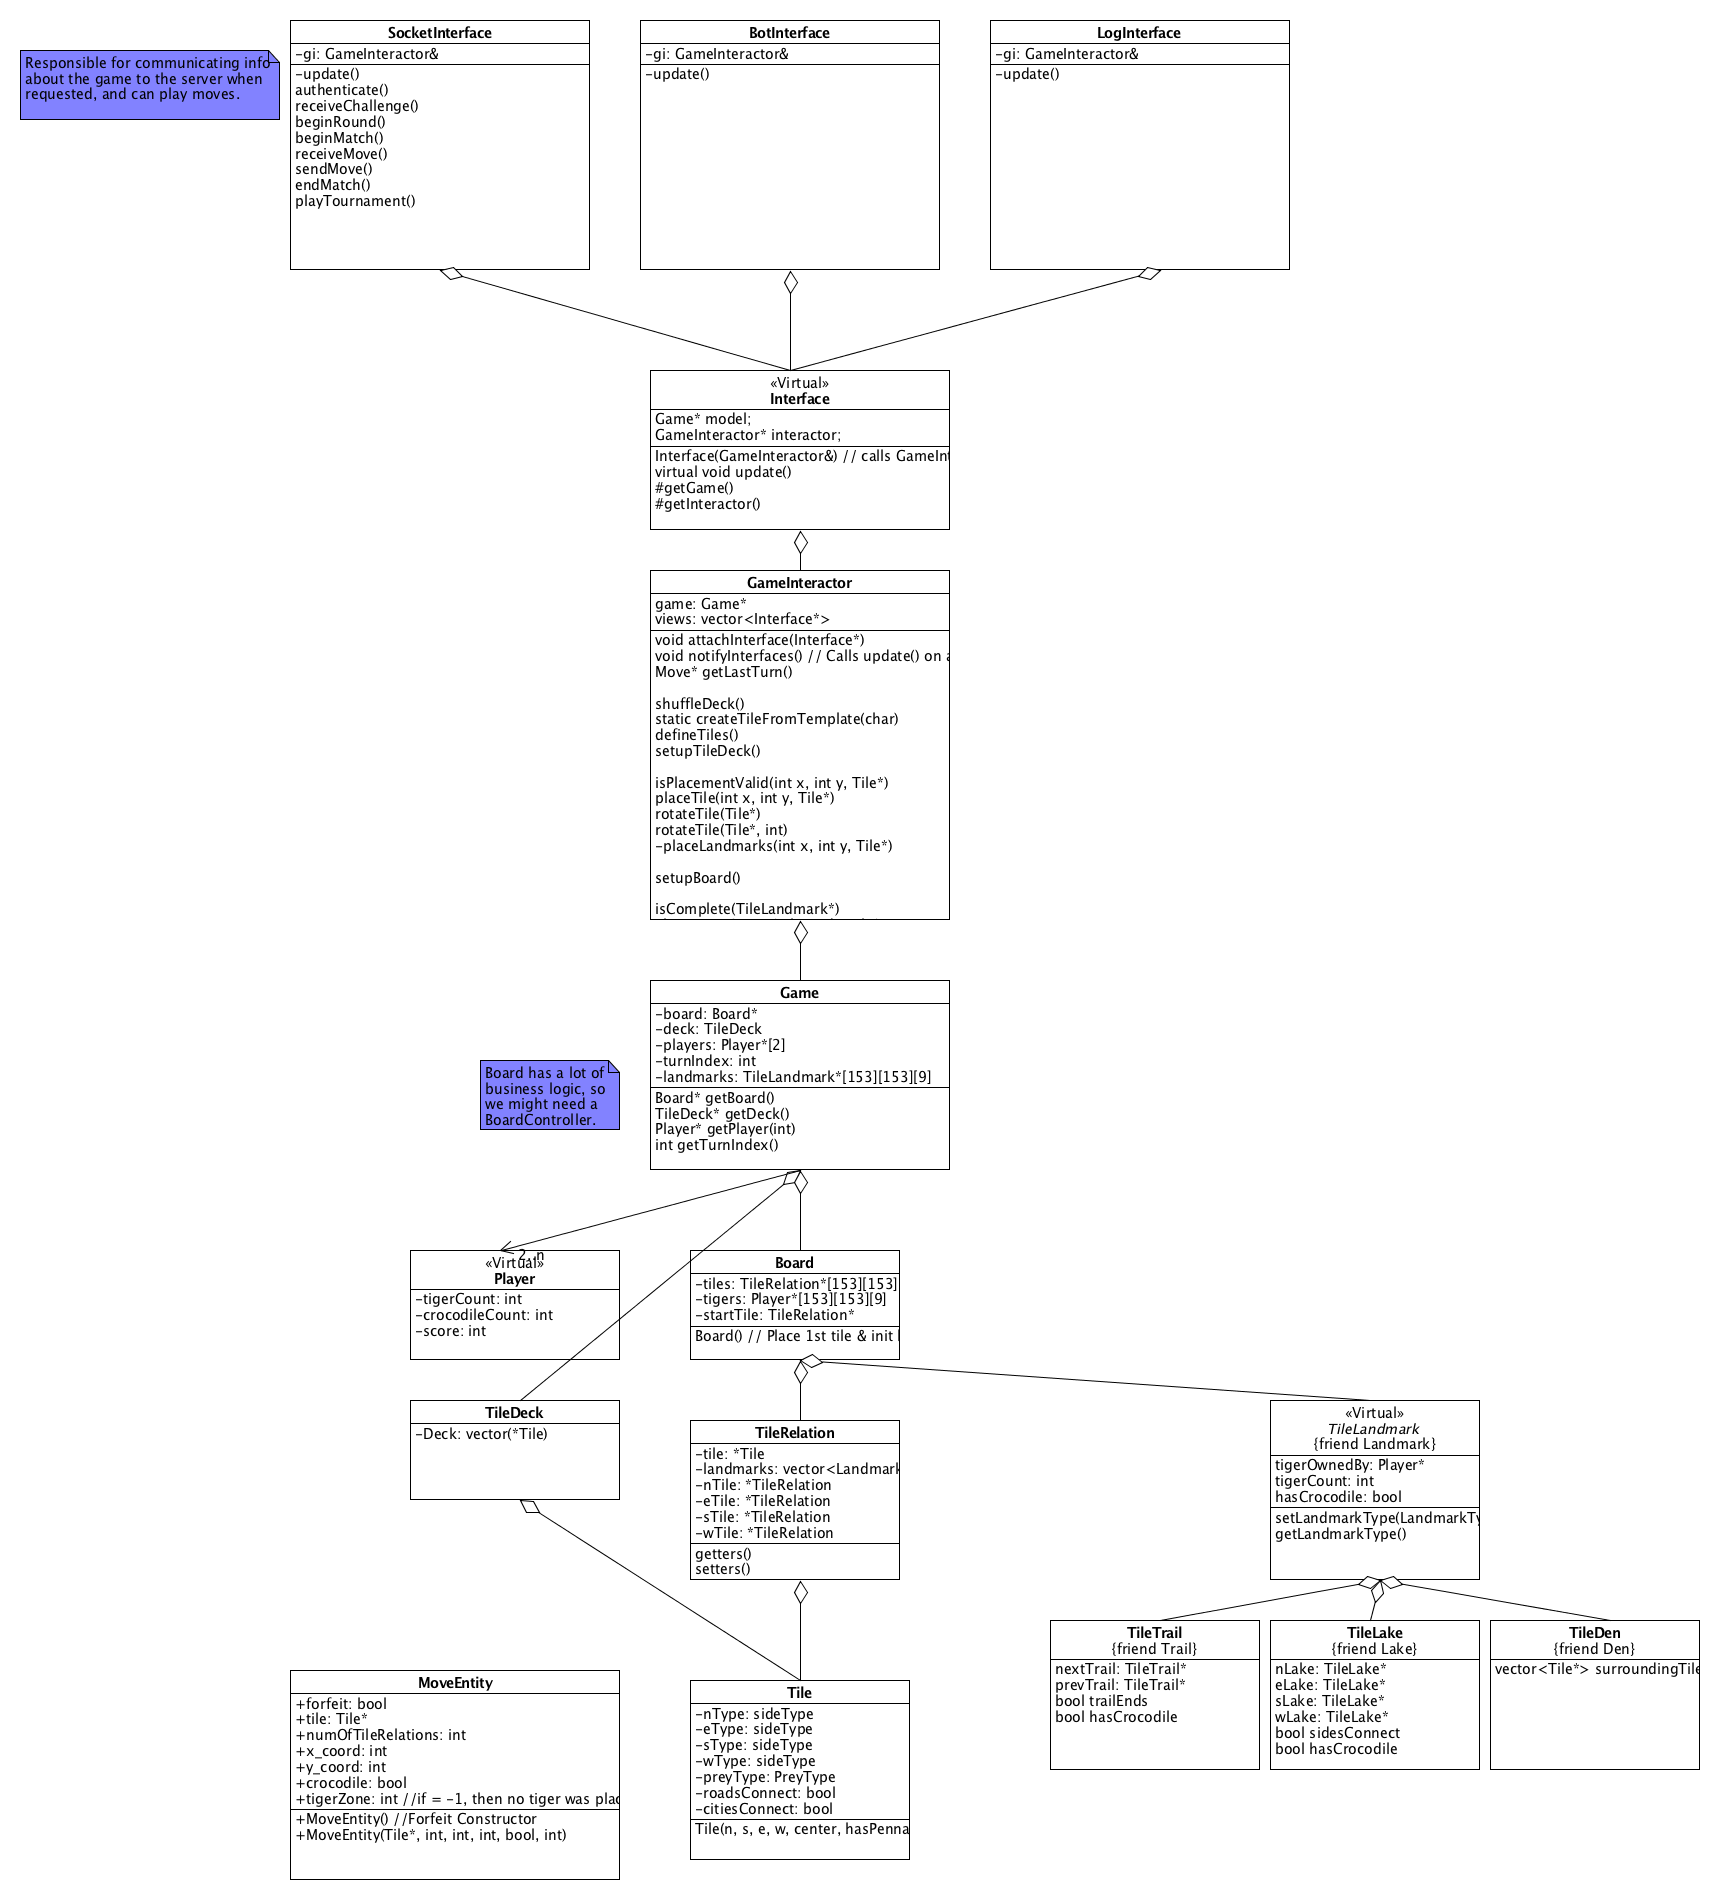 Responsible for communicating info
about the game to the server when
requested, and can play moves.
SocketInterface
-gi: GameInteractor&
-update()
authenticate()
receiveChallenge()
beginRound()
beginMatch()
receiveMove()
sendMove()
endMatch()
playTournament()
BotInterface
-gi: GameInteractor&
-update()
LogInterface
-gi: GameInteractor&
-update()
«Virtual»
Interface
Game* model;
GameInteractor* interactor;
Interface(GameInteractor&) // calls GameInt
virtual void update()
#getGame()
#getInteractor()
GameInteractor
game: Game*
views: vector<Interface*>
void attachInterface(Interface*)
void notifyInterfaces() // Calls update() on a
Move* getLastTurn()
shuffleDeck()
static createTileFromTemplate(char)
defineTiles()
setupTileDeck()
isPlacementValid(int x, int y, Tile*)
placeTile(int x, int y, Tile*)
rotateTile(Tile*)
rotateTile(Tile*, int)
-placeLandmarks(int x, int y, Tile*)
setupBoard()
isComplete(TileLandmark*)
Game
-board: Board*
-deck: TileDeck
-players: Player*[2]
-turnIndex: int
-landmarks: TileLandmark*[153][153][9]
Board* getBoard()
TileDeck* getDeck()
Player* getPlayer(int)
int getTurnIndex()
Board has a lot of
business logic, so
we might need a
BoardController.
2..n
«Virtual»
Player
-tigerCount: int
-crocodileCount: int
-score: int
Board
-tiles: TileRelation*[153][153]
-tigers: Player*[153][153][9]
-startTile: TileRelation*
Board() // Place 1st tile & init
TileDeck
-Deck: vector(*Tile)
TileRelation
-tile: *Tile
-landmarks: vector<Landmark
-nTile: *TileRelation
-eTile: *TileRelation
-sTile: *TileRelation
-wTile: *TileRelation
getters()
setters()
«Virtual»
TileLandmark
{friend Landmark}
tigerOwnedBy: Player*
tigerCount: int
hasCrocodile: bool
setLandmarkType(LandmarkTy
getLandmarkType()
TileTrail
{friend Trail}
nextTrail: TileTrail*
prevTrail: TileTrail*
bool trailEnds
bool hasCrocodile
TileLake
{friend Lake}
nLake: TileLake*
eLake: TileLake*
sLake: TileLake*
wLake: TileLake*
bool sidesConnect
bool hasCrocodile
TileDen
{friend Den}
vector<Tile*> surroundingTile
MoveEntity
+forfeit: bool
+tile: Tile*
+numOfTileRelations: int
+x_coord: int
+y_coord: int
+crocodile: bool
+tigerZone: int //if = -1, then no tiger was plac
+MoveEntity() //Forfeit Constructor
+MoveEntity(Tile*, int, int, int, bool, int)
Tile
-nType: sideType
-eType: sideType
-sType: sideType
-wType: sideType
-preyType: PreyType
-roadsConnect: bool
-citiesConnect: bool
Tile(n, s, e, w, center, hasPenna